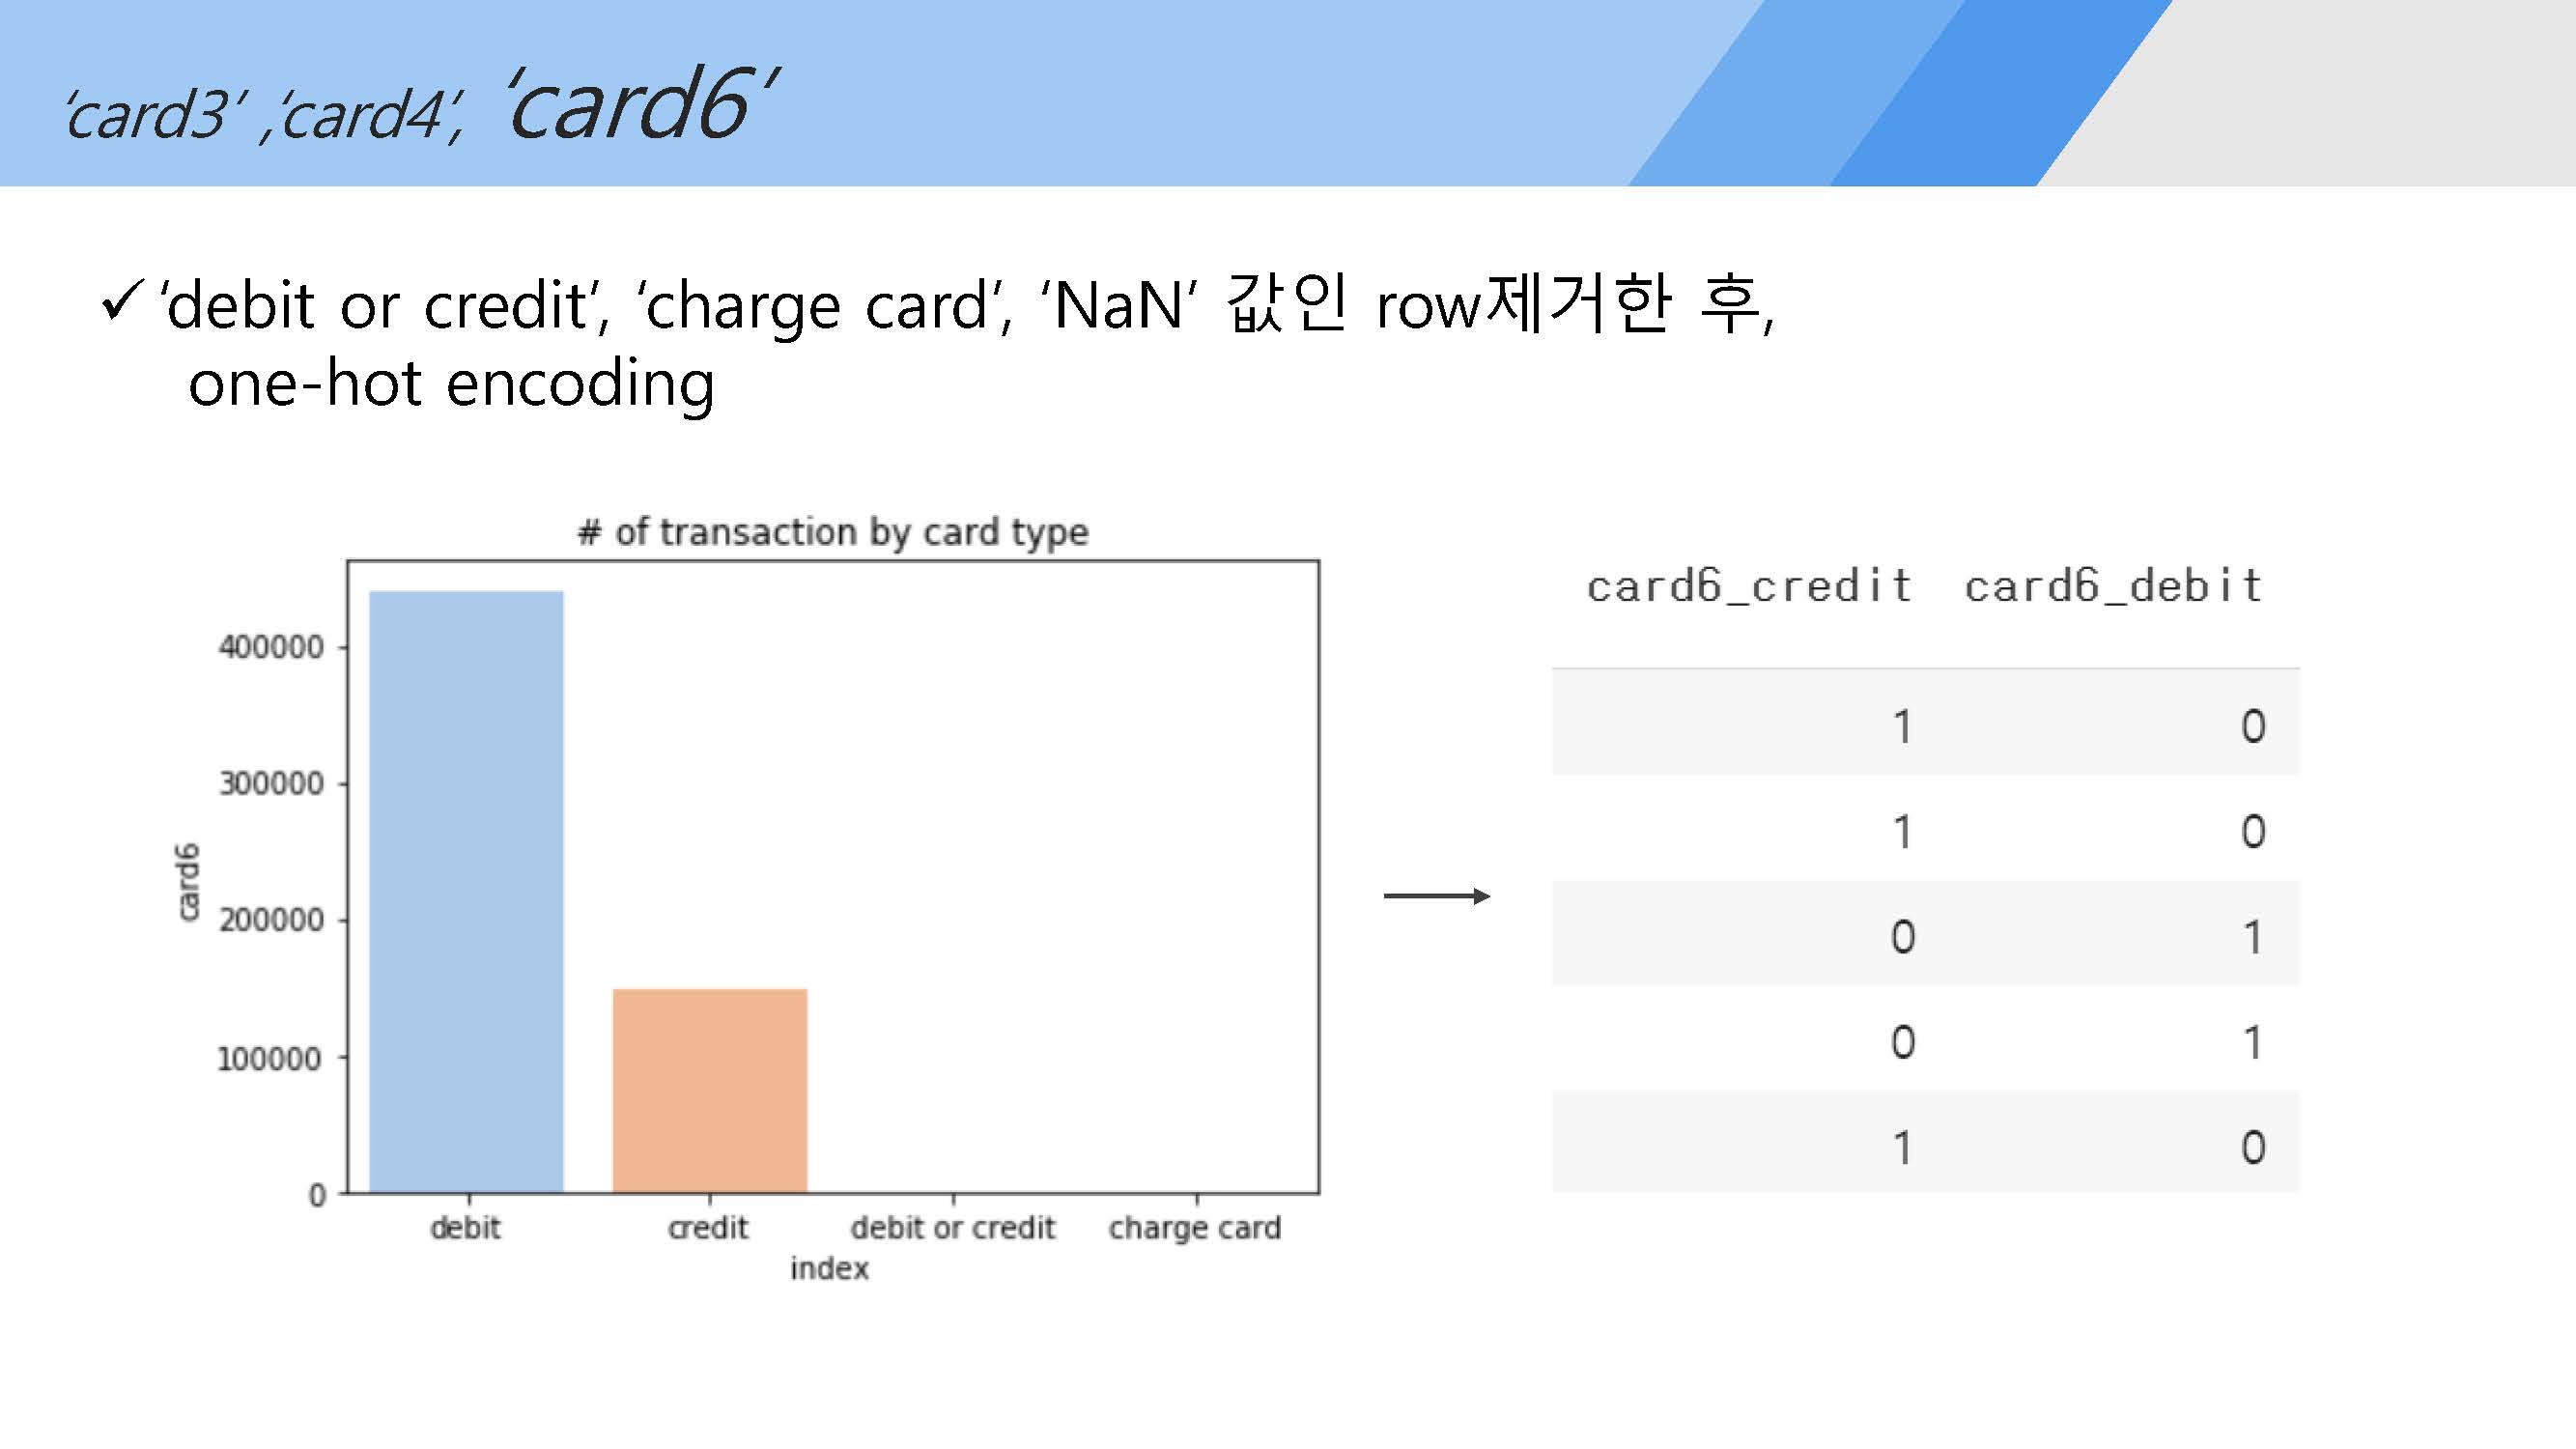 ‘card3’ ,‘card4’, ‘card6’
✓ ‘debit or credit’, ‘charge card’, ‘NaN’ 값인 row제거한 후,
one-hot encoding
# of transaction by card type
400000
300000
200000
100000
0
card6
debit credit debit or credit charge card
index
card6_credit card6_debit
1 0
1 0
0 1
0 1
1 0